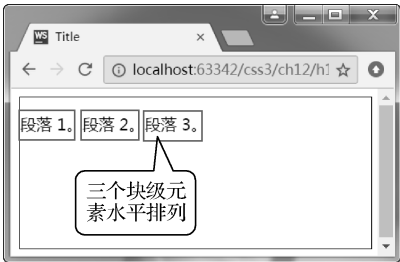 WS Title
localhost:63342/css3/ch12/h1
段落 1。 段落 2。 段落 3。
三个块级元
素水平排列